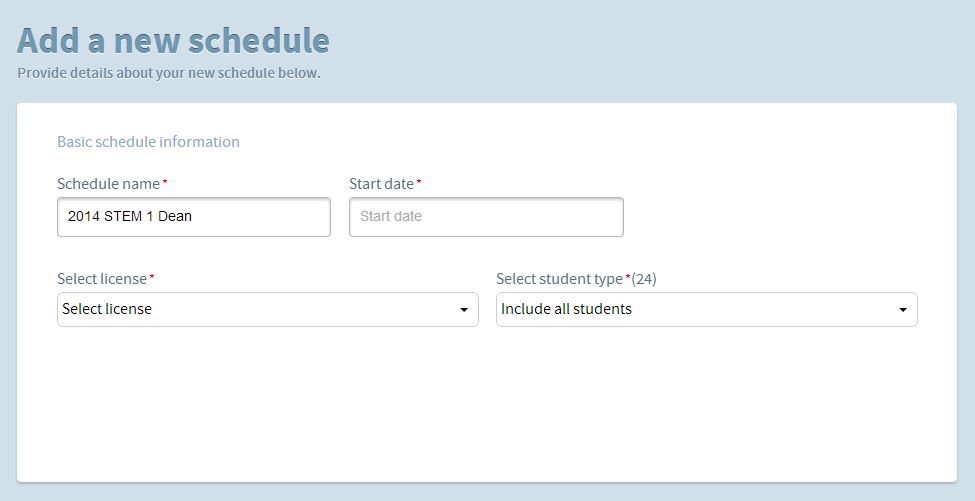 Add a new schedule
Provide details about your new schedule below.
Basic schedule information
Schedule name* Start date*
2014 STEM 1 Dean Start date
Select license* Select student type*(24)
Select license Include all students